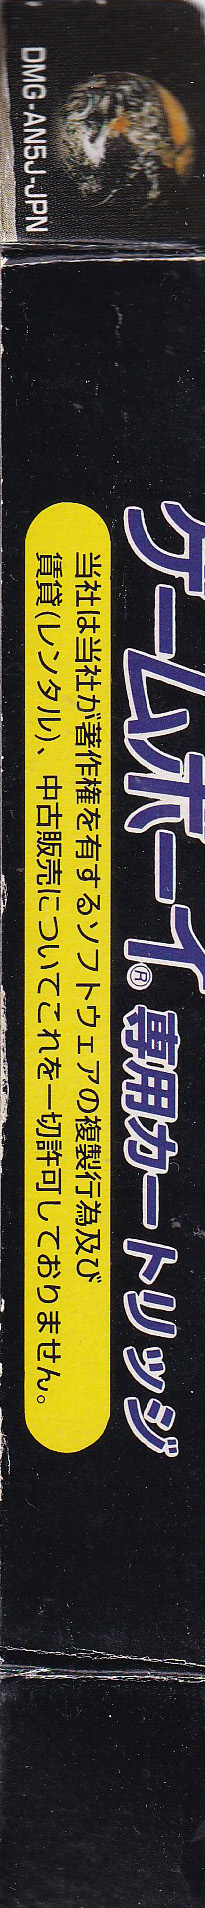 DMG-AN5J-JPN
ゲームボーイ® 専用カートリッジ
当社は当社が著作権を有するソフトウェアの複製行為及び
賃貸(レンタル)、中古販売についてこれを一切許可しておりません。